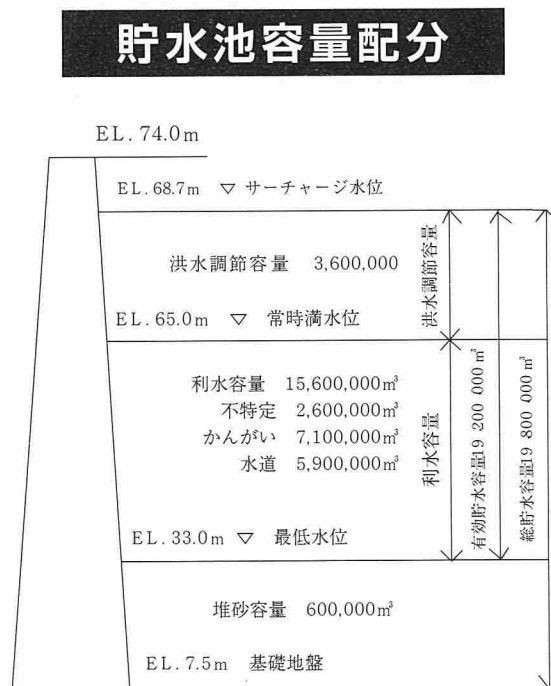 貯水池容量配分
EL.74.0m
EL.68.7m ▽ サーチャージ水位
洪水調節容量 3,600,000
EL.65.0m ▽ 常時満水位
利水容量 15,600,000㎥
不特定 2,600,000㎥
かんがい 7,100,000㎥
水道 5,900,000㎥
EL.33.0m ▽ 最低水位
堆砂容量 600,000㎥
EL.7.5m 基礎地盤
洪水調節容量
利水容量
有効貯水容量19 200 000㎥
総貯水容量19 800 000㎥